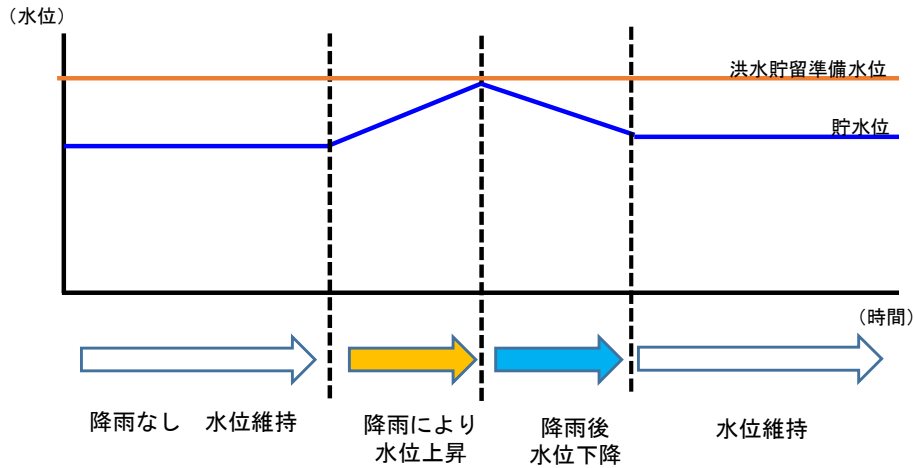 （水位）
洪水貯留準備水位
貯水位
（時間）
降雨なし　水位維持
降雨により
水位上昇
降雨後
水位下降
水位維持